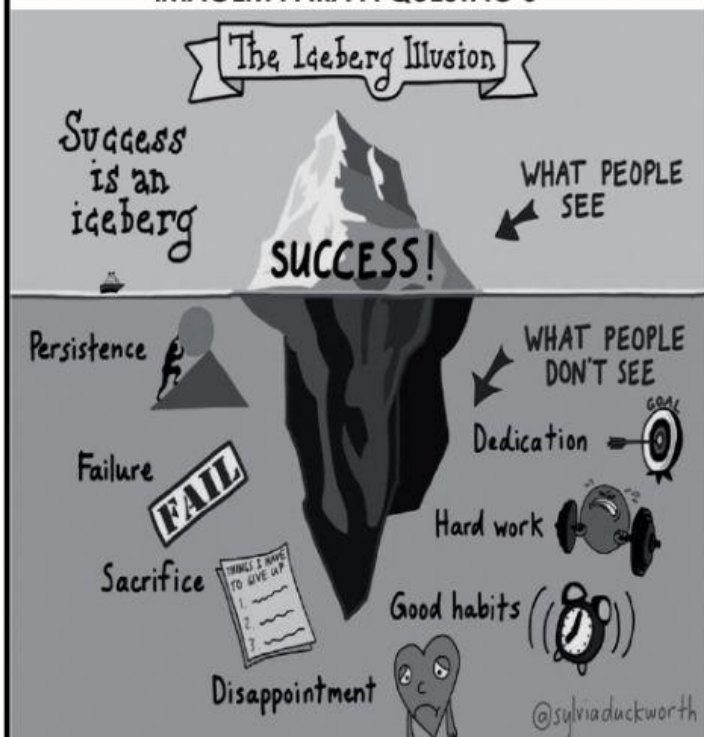 The Iceberg Illusion
Success
is an
iceberg
WHAT PEOPLE
SEE
SUCCESS!
Persistence
WHAT PEOPLE
DON'T SEE
GOAL
Dedication
Failure
FAIL
Hard work
Sacrifice
THINGS I HAVE
TO GIVE UP
1.
2.
3.
Good habits
Disappointment
@sylviaduckworth